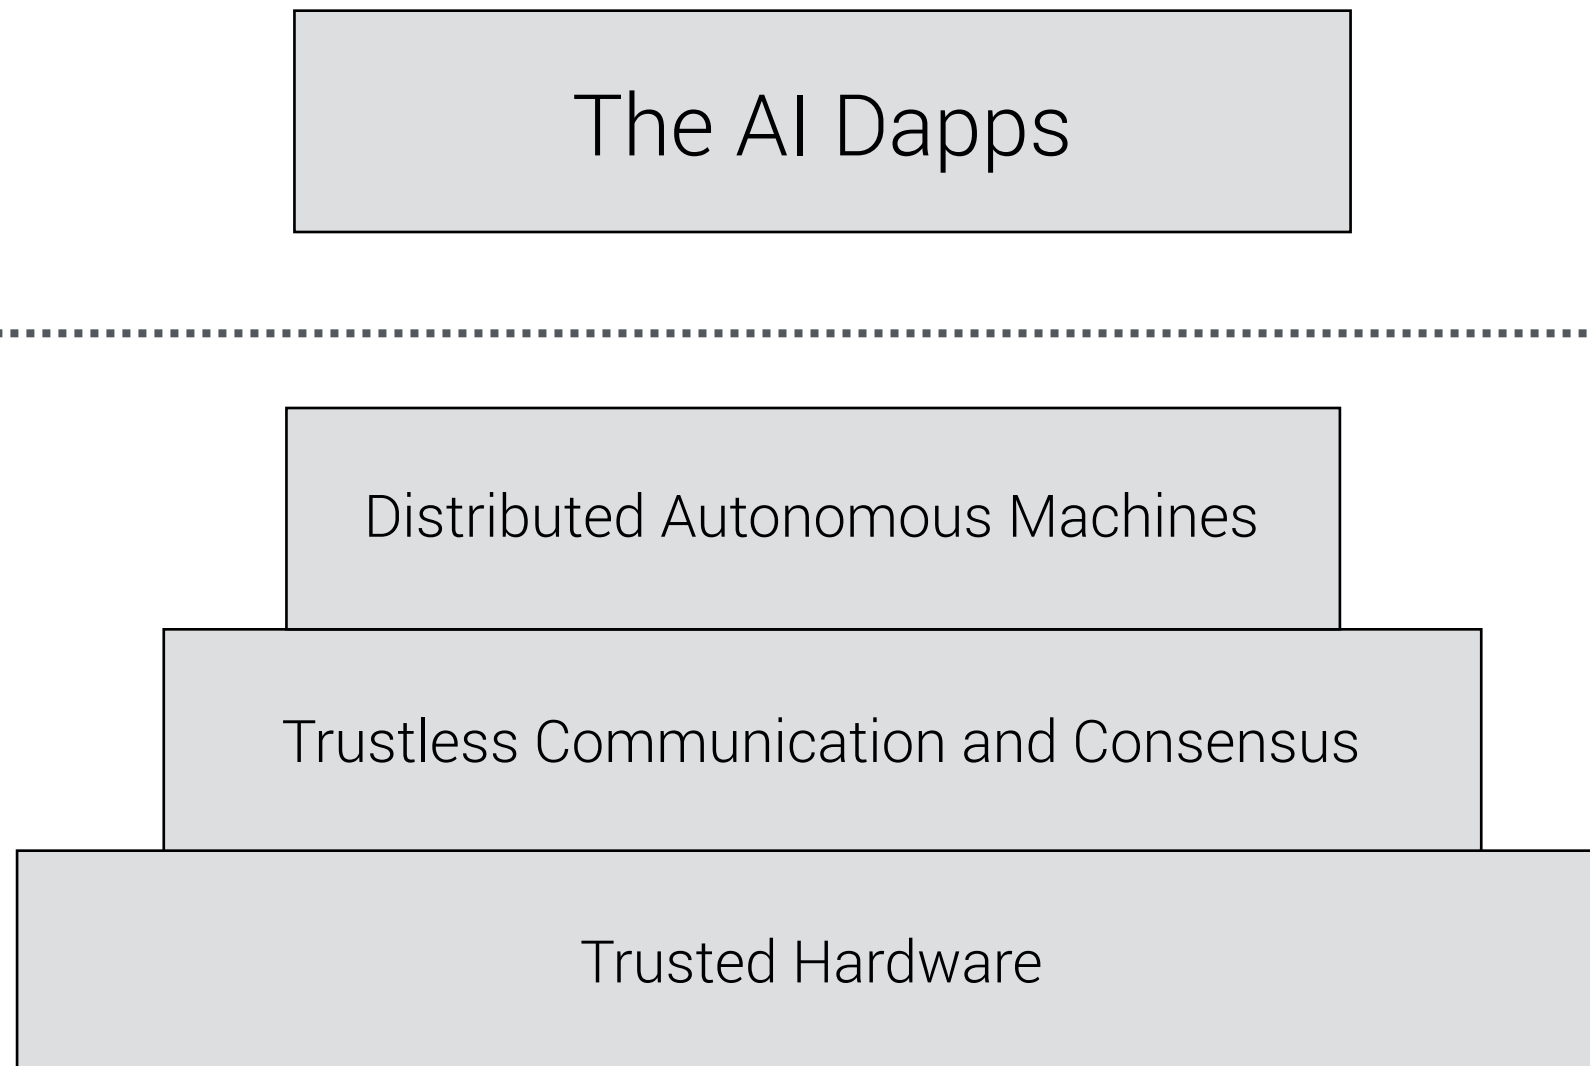 The AI Dapps
Distributed Autonomous Machines
Trustless Communication and Consensus
Trusted Hardware